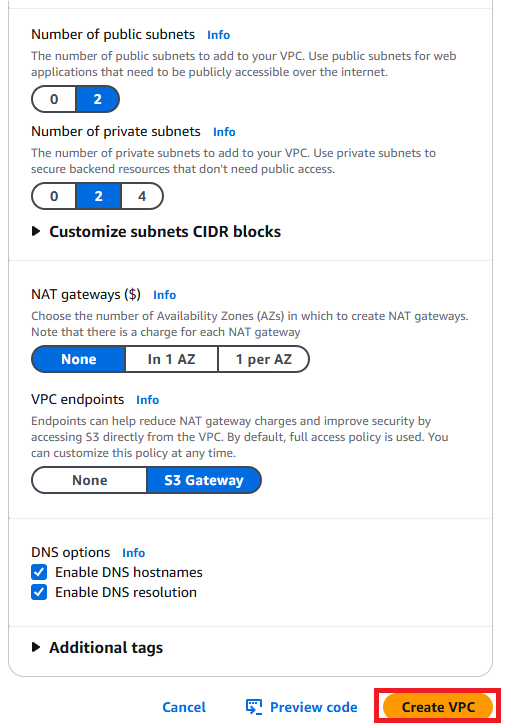 Number of public subnets Info
The number of public subnets to add to your VPC. Use public subnets for web
applications that need to be publicly accessible over the internet.
0 2
Number of private subnets Info
The number of private subnets to add to your VPC. Use private subnets to
secure backend resources that don't need public access.
0 2 4
Customize subnets CIDR blocks
NAT gateways ($) Info
Choose the number of Availability Zones (AZs) in which to create NAT gateways.
Note that there is a charge for each NAT gateway
None In 1 AZ 1 per AZ
VPC endpoints Info
Endpoints can help reduce NAT gateway charges and improve security by
accessing S3 directly from the VPC. By default, full access policy is used. You
can customize this policy at any time.
None S3 Gateway
DNS options Info
Enable DNS hostnames
Enable DNS resolution
Additional tags
Cancel Preview code Create VPC